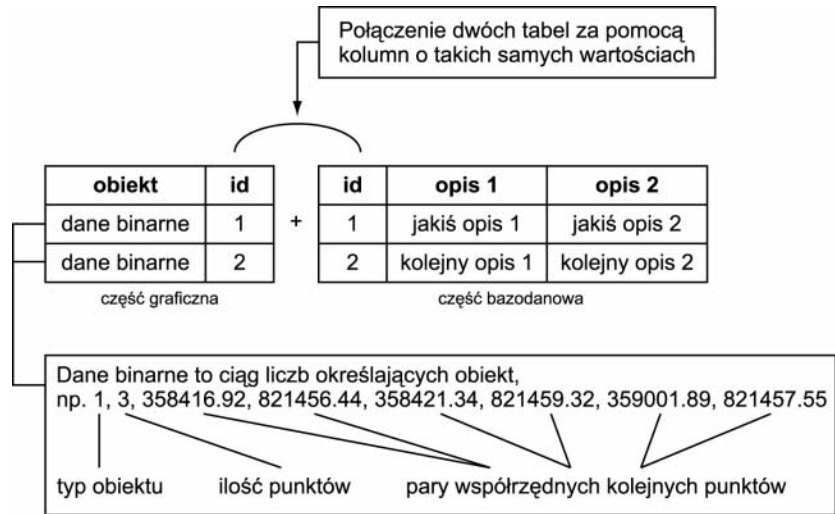 Połączenie dwóch tabel za pomocą
kolumn o takich samych wartościach
obiekt id id opis 1 opis 2
dane binarne 1 + 1 jakiś opis 1 jakiś opis 2
dane binarne 2 2 kolejny opis 1 kolejny opis 2
część graficzna część bazodanowa
Dane binarne to ciąg liczb określających obiekt,
np. 1, 3, 358416.92, 821456.44, 358421.34, 821459.32, 359001.89, 821457.55
typ obiektu ilość punktów pary współrzędnych kolejnych punktów